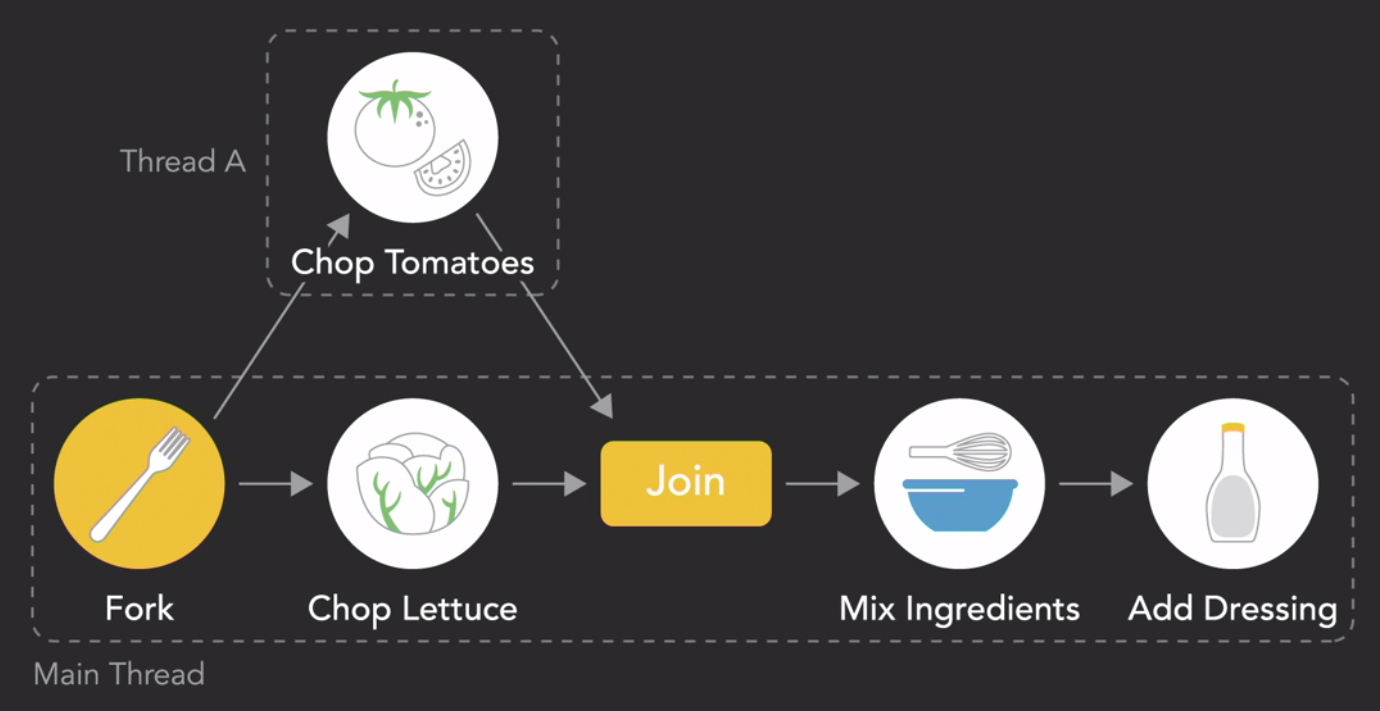 Thread A
Chop Tomatoes
Join
Fork
Chop Lettuce
Mix Ingredients
Add Dressing
Main Thread